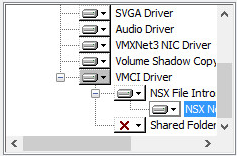 SVGA Driver
Audio Driver
VMXNet3 NIC Driver
Volume Shadow Copy
VMCI Driver
NSX File Intro
NSX
Shared Folder